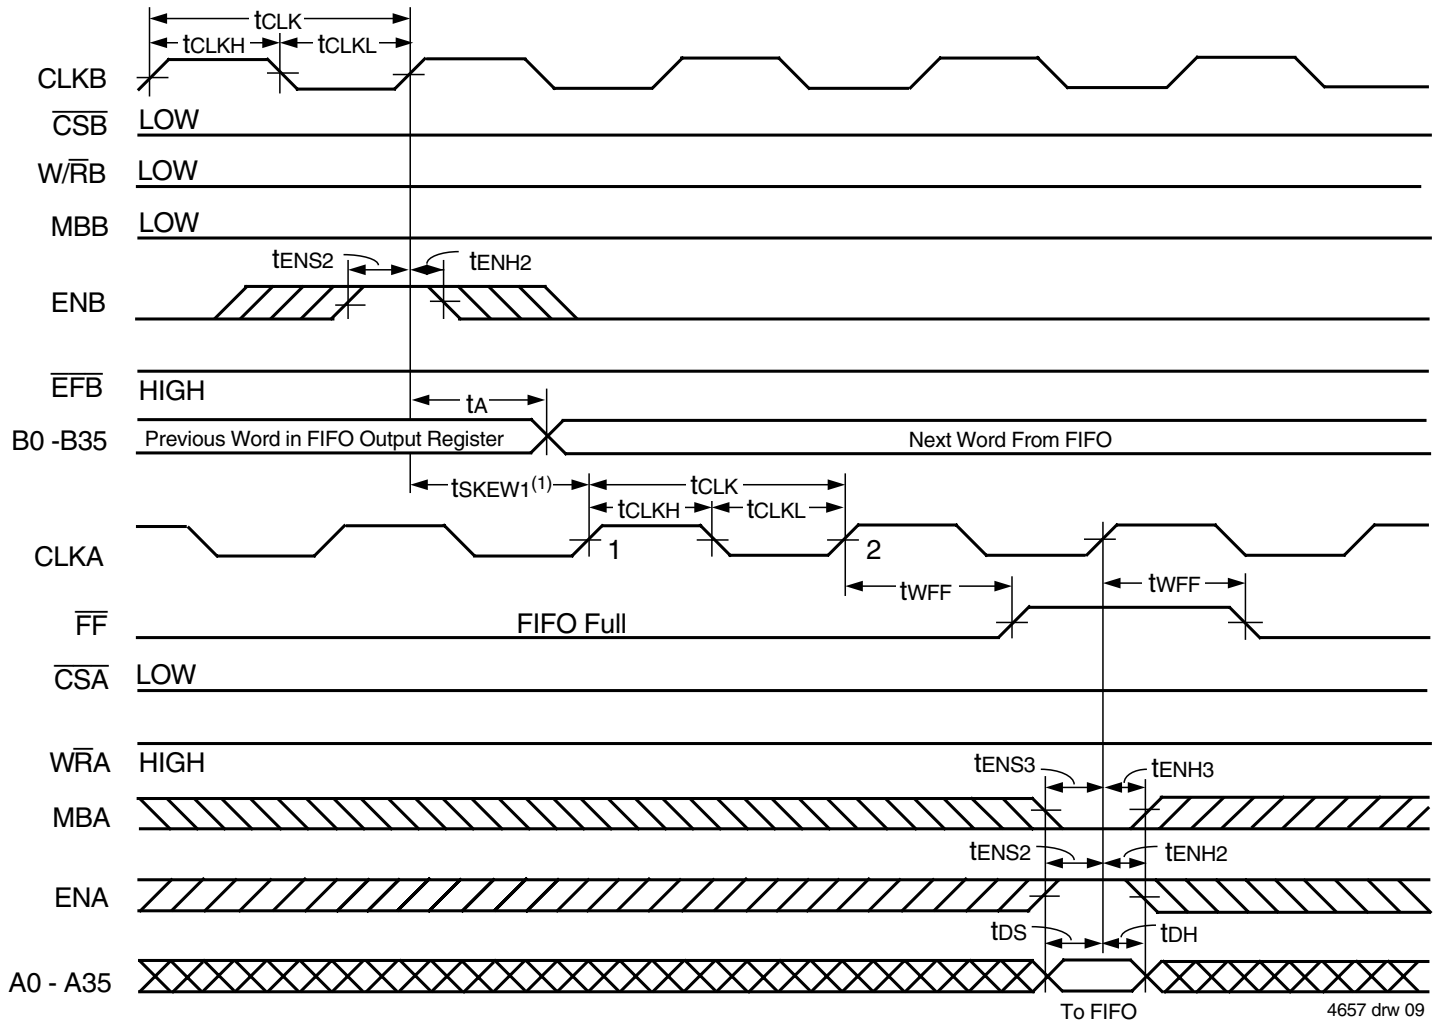 tCLK
tCLKH tCLKL
CLKB
CSB LOW
W/RB LOW
MBB LOW
tENS2 tENH2
ENB
EFB HIGH
tA
B0 -B35 Previous Word in FIFO Output Register Next Word From FIFO
tSKEW1(1) tCLK
tCLKH tCLKL
CLKA 1 2
tWFF tWFF
FF FIFO Full
CSA LOW
WRA HIGH
tENS3 tENH3
MBA
tENS2 tENH2
ENA
tDS tDH
A0 - A35
To FIFO 4657 drw 09